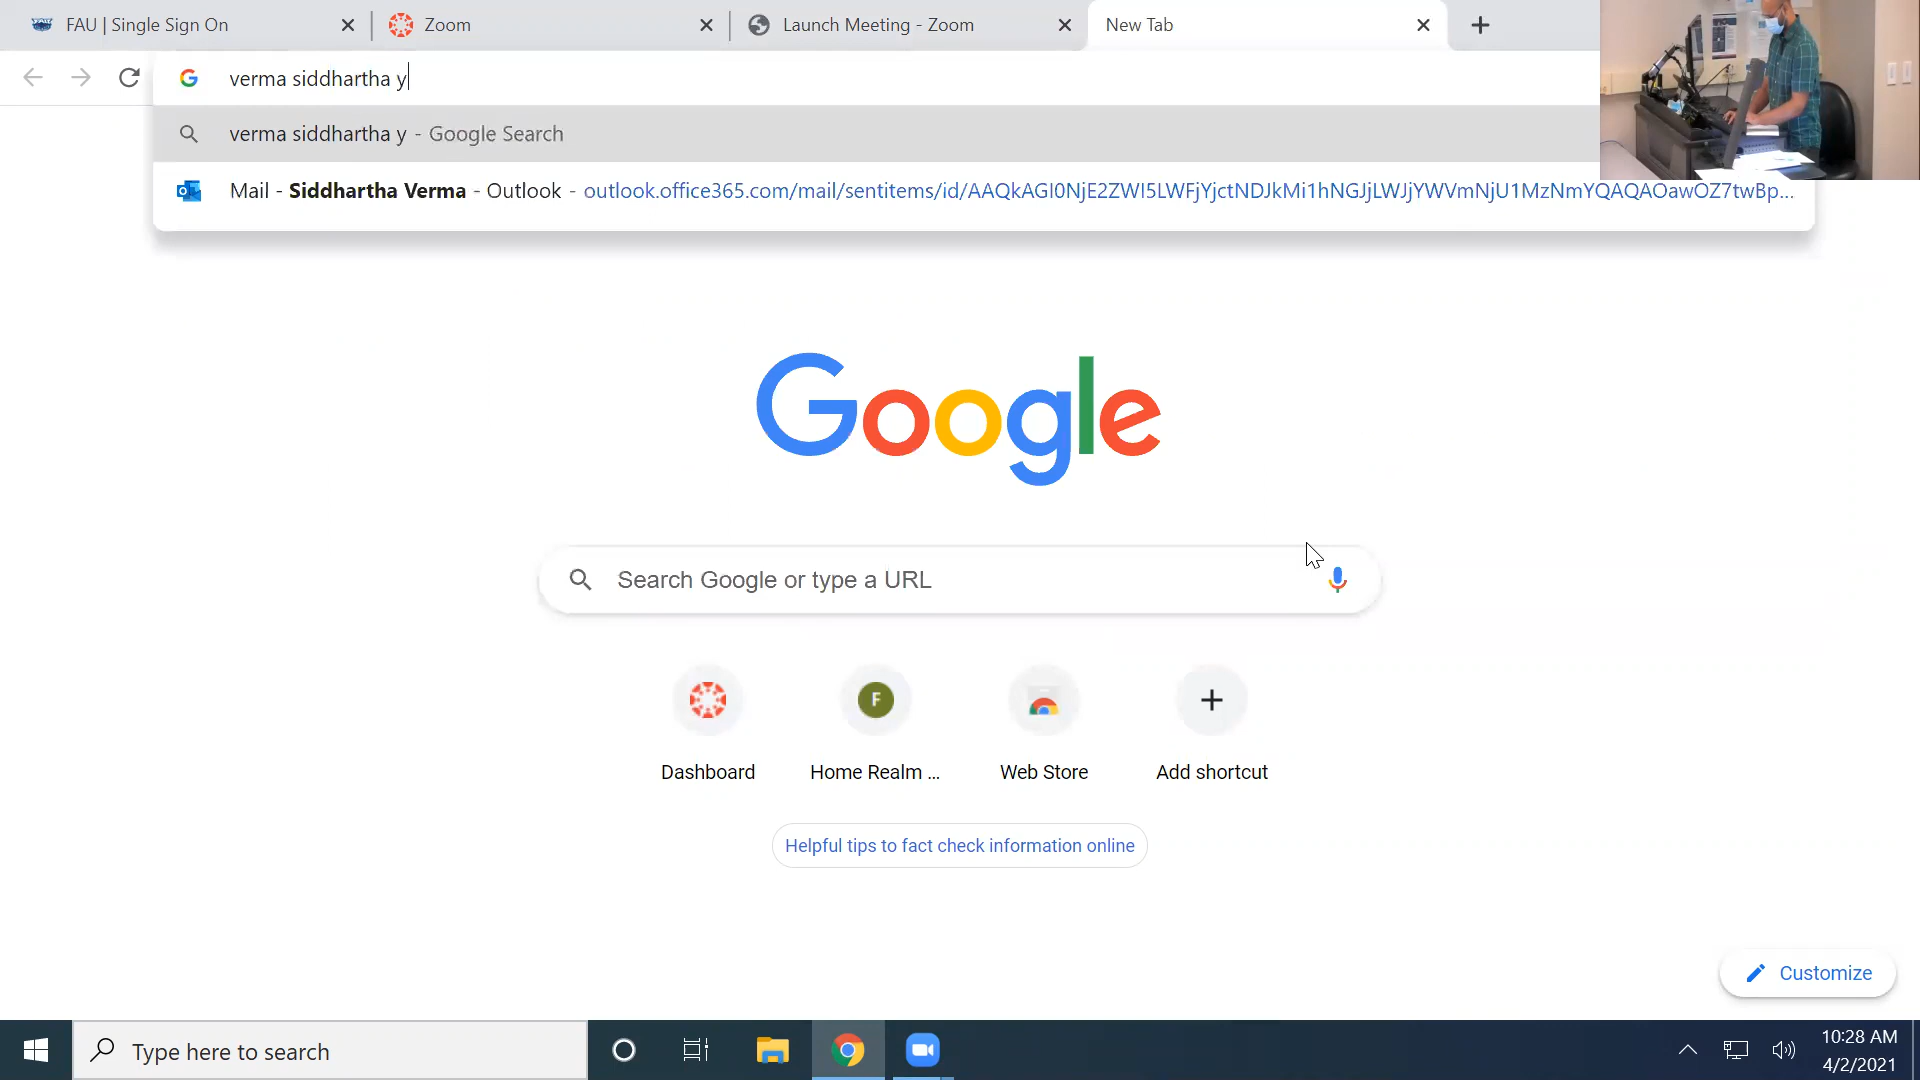 FAU | Single Sign On
Zoom
Launch Meeting - Zoom
New Tab
verma siddhartha y
verma siddhartha y - Google Search
Mail - Siddhartha Verma - Outlook - outlook.office365.com/mail/sentitems/id/AAQkAGI0NjE2ZWI5LWFjYjctNDJkMi1hNGJjLWJjYWVmNjU1MzNmYQAQAOawOZ7twBp...
Google
Search Google or type a URL
F
Dashboard
Home Realm ...
Web Store
Add shortcut
Helpful tips to fact check information online
Customize
Type here to search
10:28 AM
4/2/2021